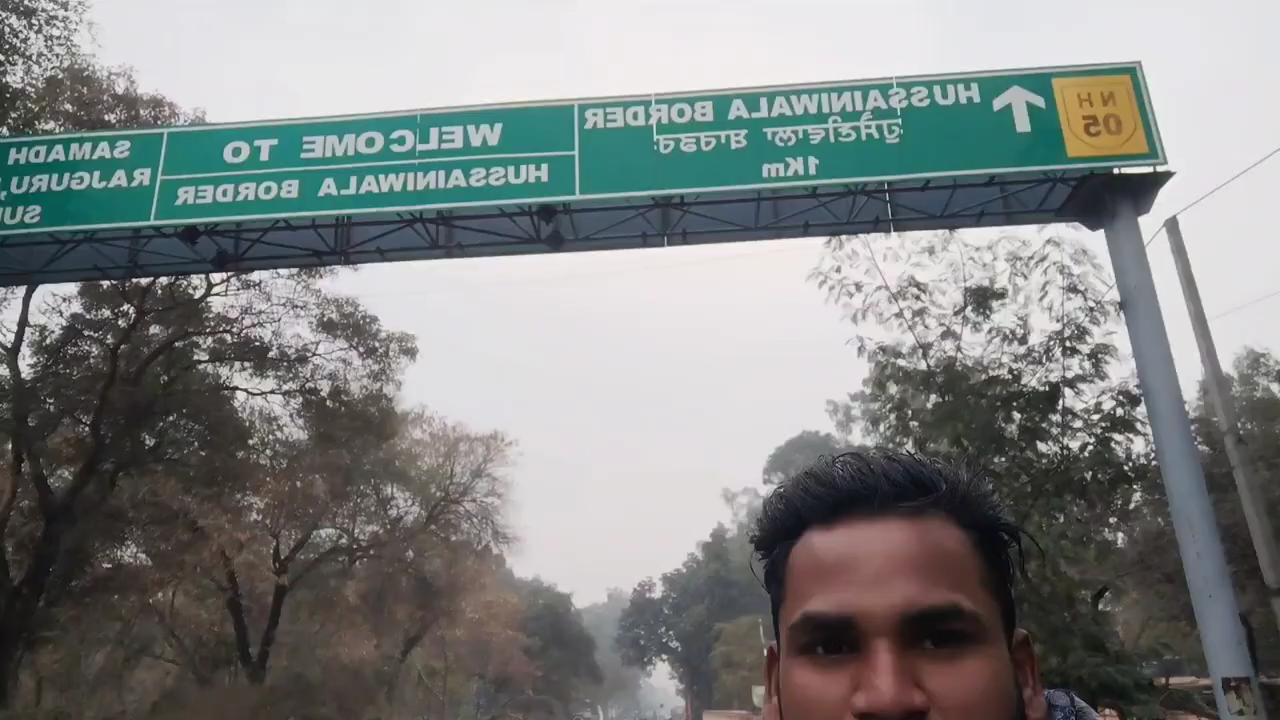 NH
05
HUSSAINIWALA BORDER
ਹੁਸੈਨੀਵਾਲਾ ਬਾਰਡਰ
1Km
WELCOME TO
HUSSAINIWALA BORDER
SAMADH
RAJGURU,